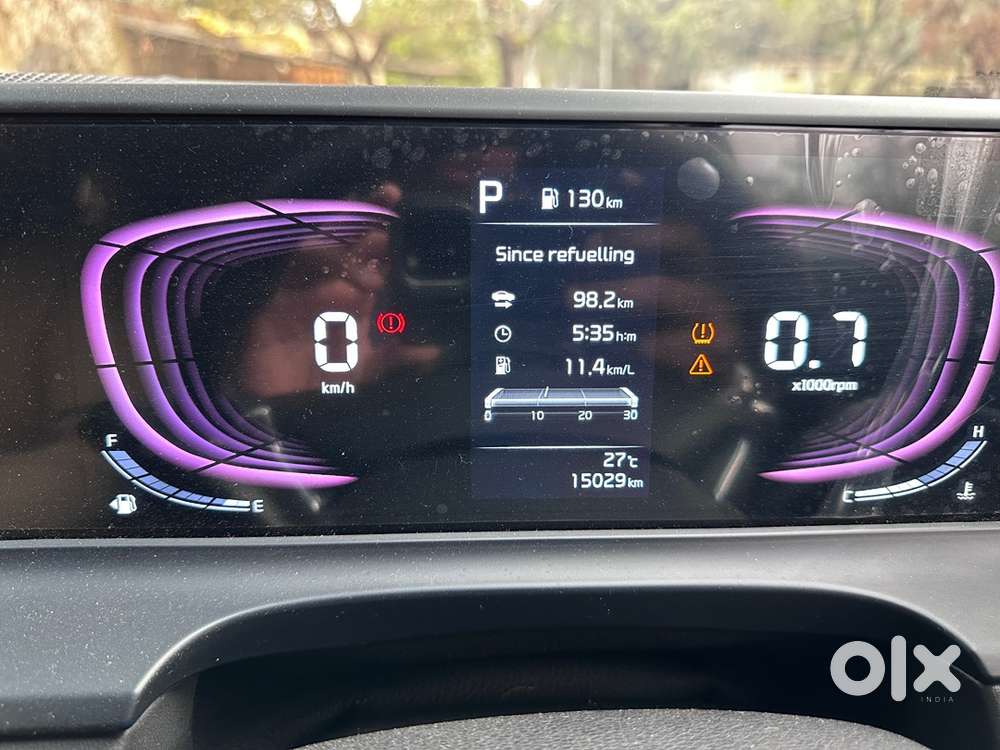 P 130km
Since refuelling
98.2km
0
km/h
5:35h:m
11.4km/L
0.7
x1000rpm
0 10 20 30
F
E
H
C
27°c
15029km
olx
INDIA